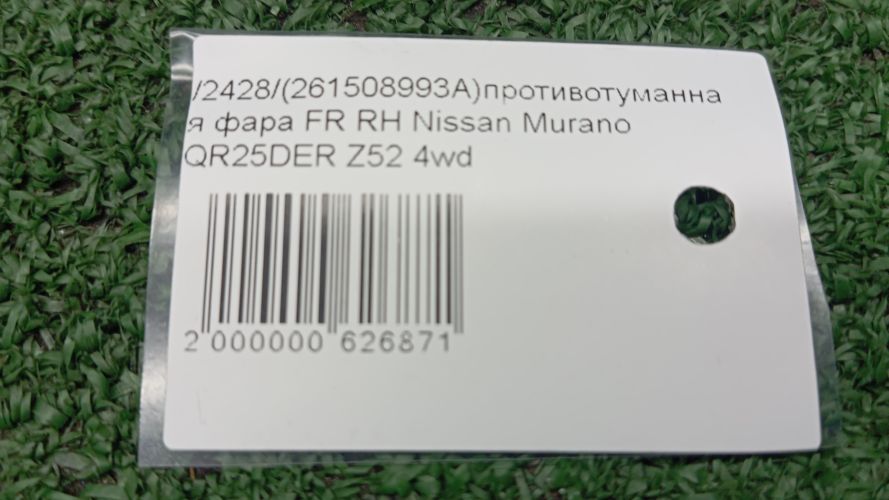 /2428/(261508993A)противотуманна
я фара FR RH Nissan Murano
QR25DER Z52 4wd
2 000000 626871